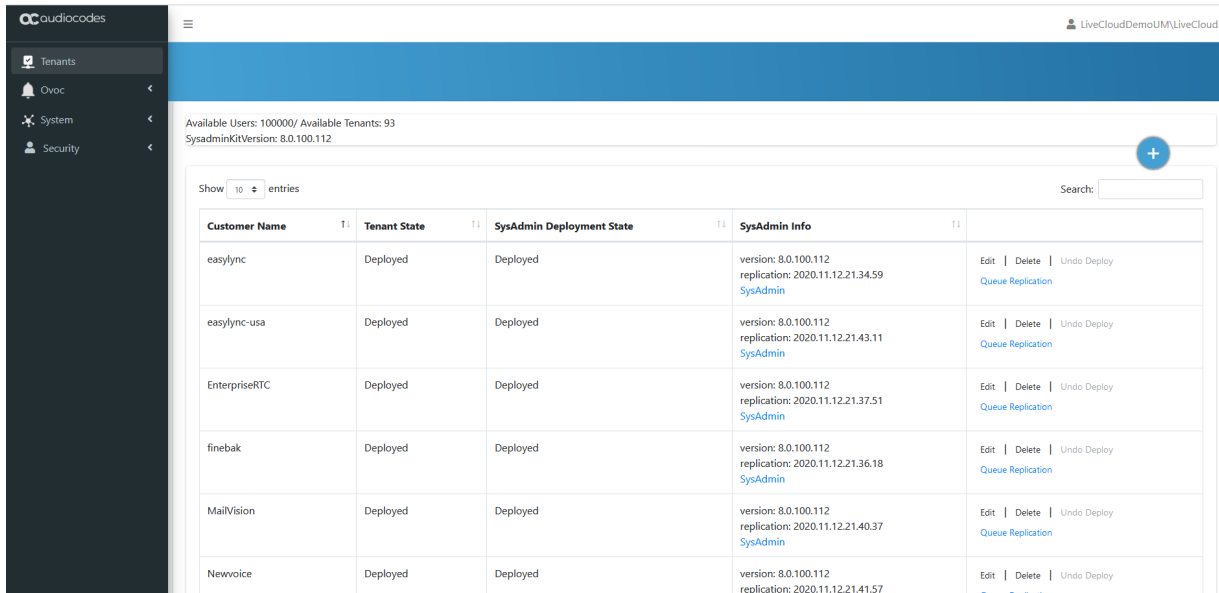 audiocodes
LiveCloudDemoUM\LiveCloud
Tenants
Ovoc
System
Security
Available Users: 100000/ Available Tenants: 93
SysadminKitVersion: 8.0.100.112
+
Show 10 entries
Search:
Customer Name Tenant State SysAdmin Deployment State SysAdmin Info
easylync Deployed Deployed version: 8.0.100.112 Edit | Delete | Undo Deploy
replication: 2020.11.12.21.34.59
Queue Replication
SysAdmin
easylync-usa Deployed Deployed version: 8.0.100.112 Edit | Delete | Undo Deploy
replication: 2020.11.12.21.43.11
Queue Replication
SysAdmin
EnterpriseRTC Deployed Deployed version: 8.0.100.112 Edit | Delete | Undo Deploy
replication: 2020.11.12.21.37.51
Queue Replication
SysAdmin
finebak Deployed Deployed version: 8.0.100.112 Edit | Delete | Undo Deploy
replication: 2020.11.12.21.36.18
Queue Replication
SysAdmin
MailVision Deployed Deployed version: 8.0.100.112 Edit | Delete | Undo Deploy
replication: 2020.11.12.21.40.37
Queue Replication
SysAdmin
Newvoice Deployed Deployed version: 8.0.100.112 Edit | Delete | Undo Deploy
replication: 2020.11.12.21.41.57